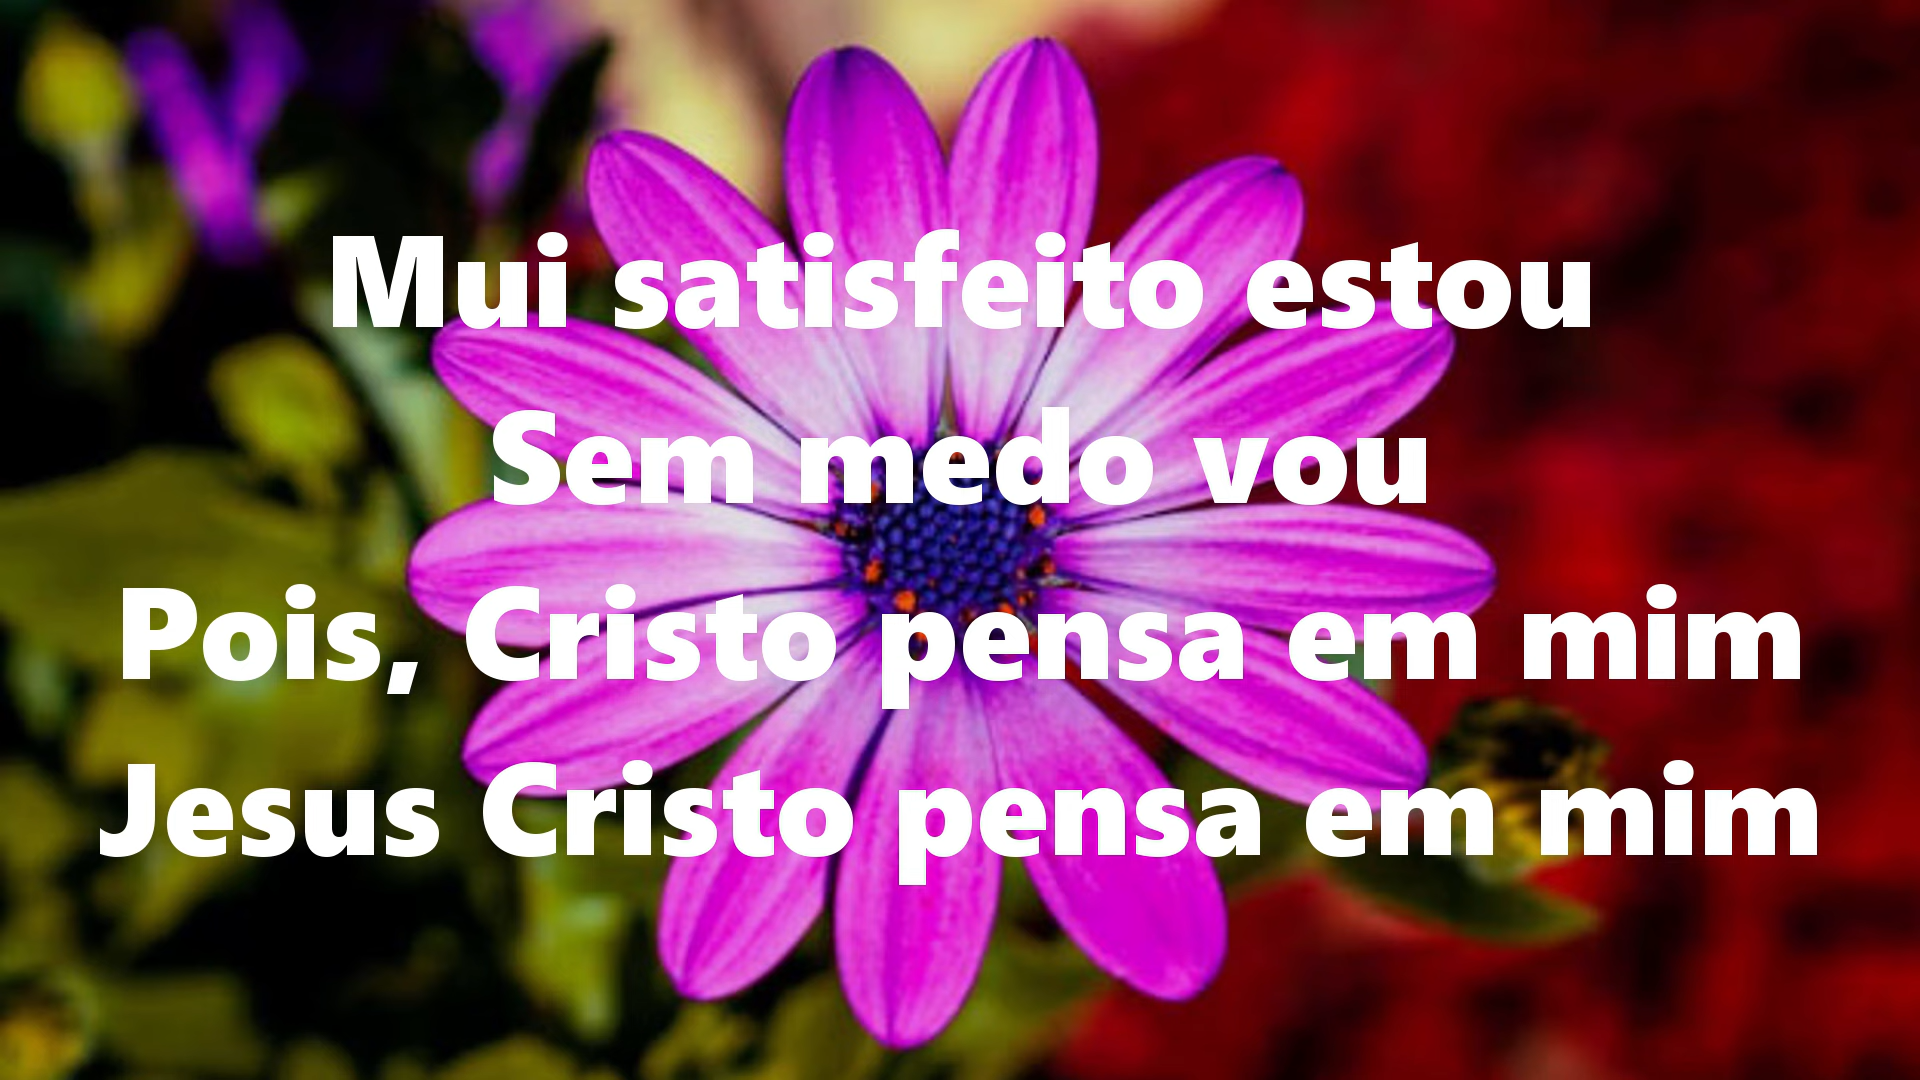 Mui satisfeito estou
Sem medo vou
Pois, Cristo pensa em mim
Jesus Cristo pensa em mim